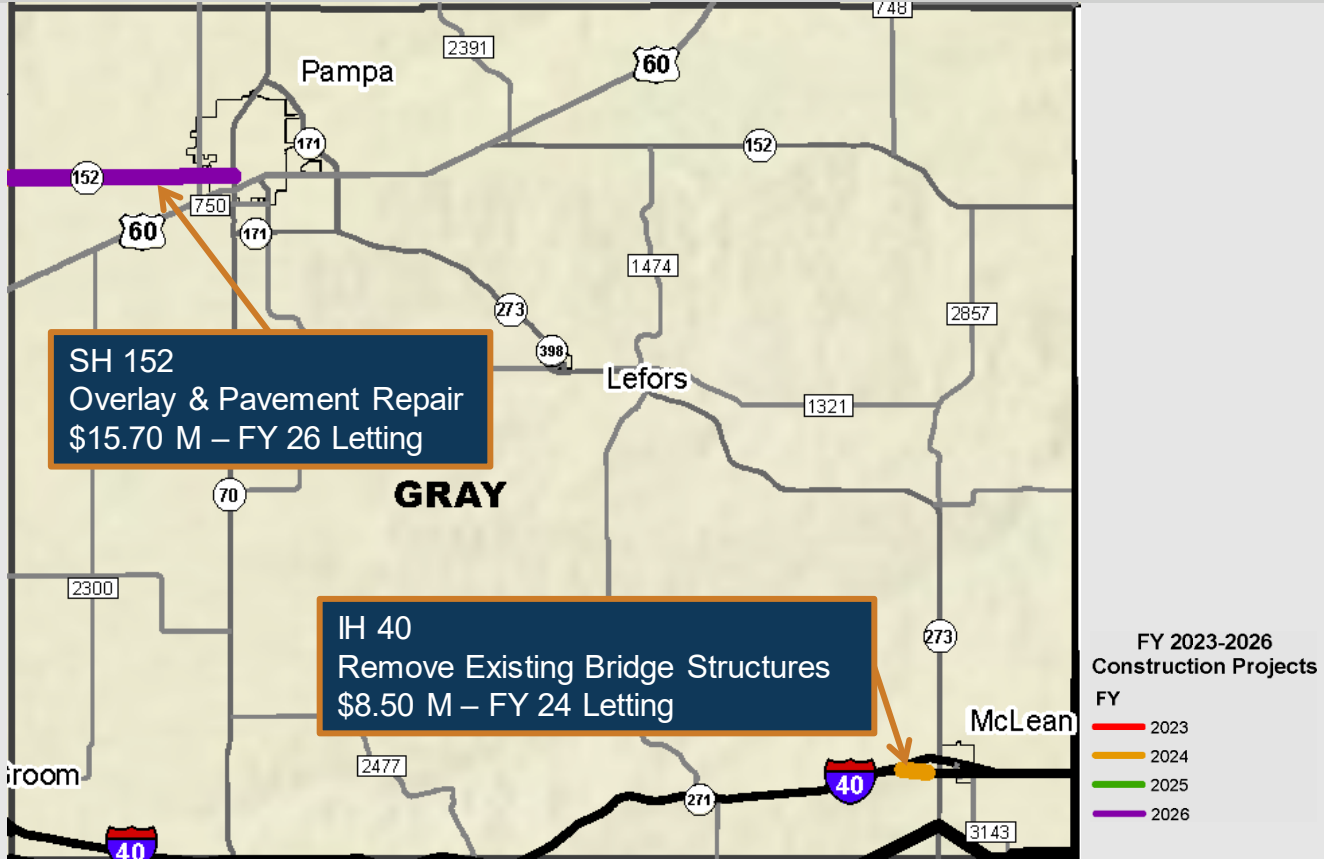 748
2391
60
Pampa
171
152
152
750
60
171
1474
273
2857
398
Lefors
1321
SH 152
Overlay & Pavement Repair
$15.70 M – FY 26 Letting
70
GRAY
2300
IH 40
Remove Existing Bridge Structures
$8.50 M – FY 24 Letting
273
McLean
2477
Groom
40
271
3143
40
FY 2023-2026
Construction Projects
FY
2023
2024
2025
2026